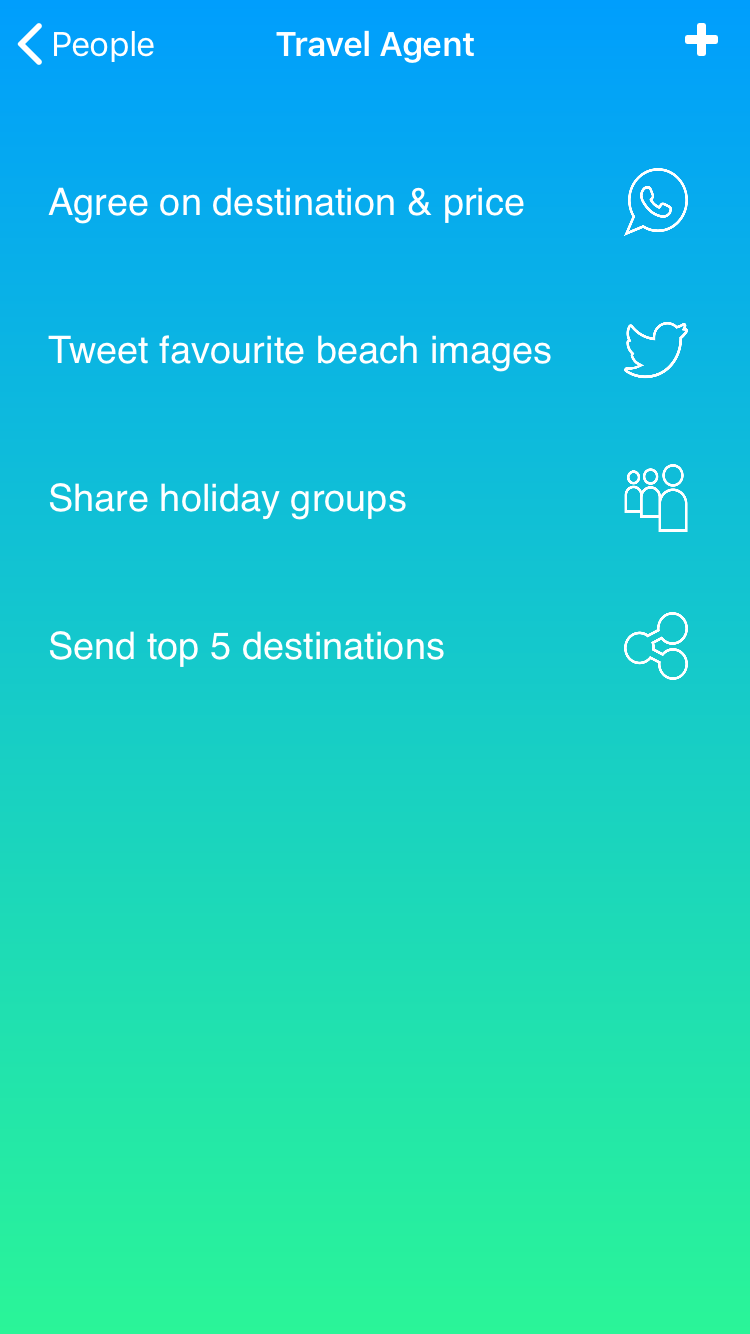 People
Travel Agent
Agree on destination & price
Tweet favourite beach images
Share holiday groups
Send top 5 destinations